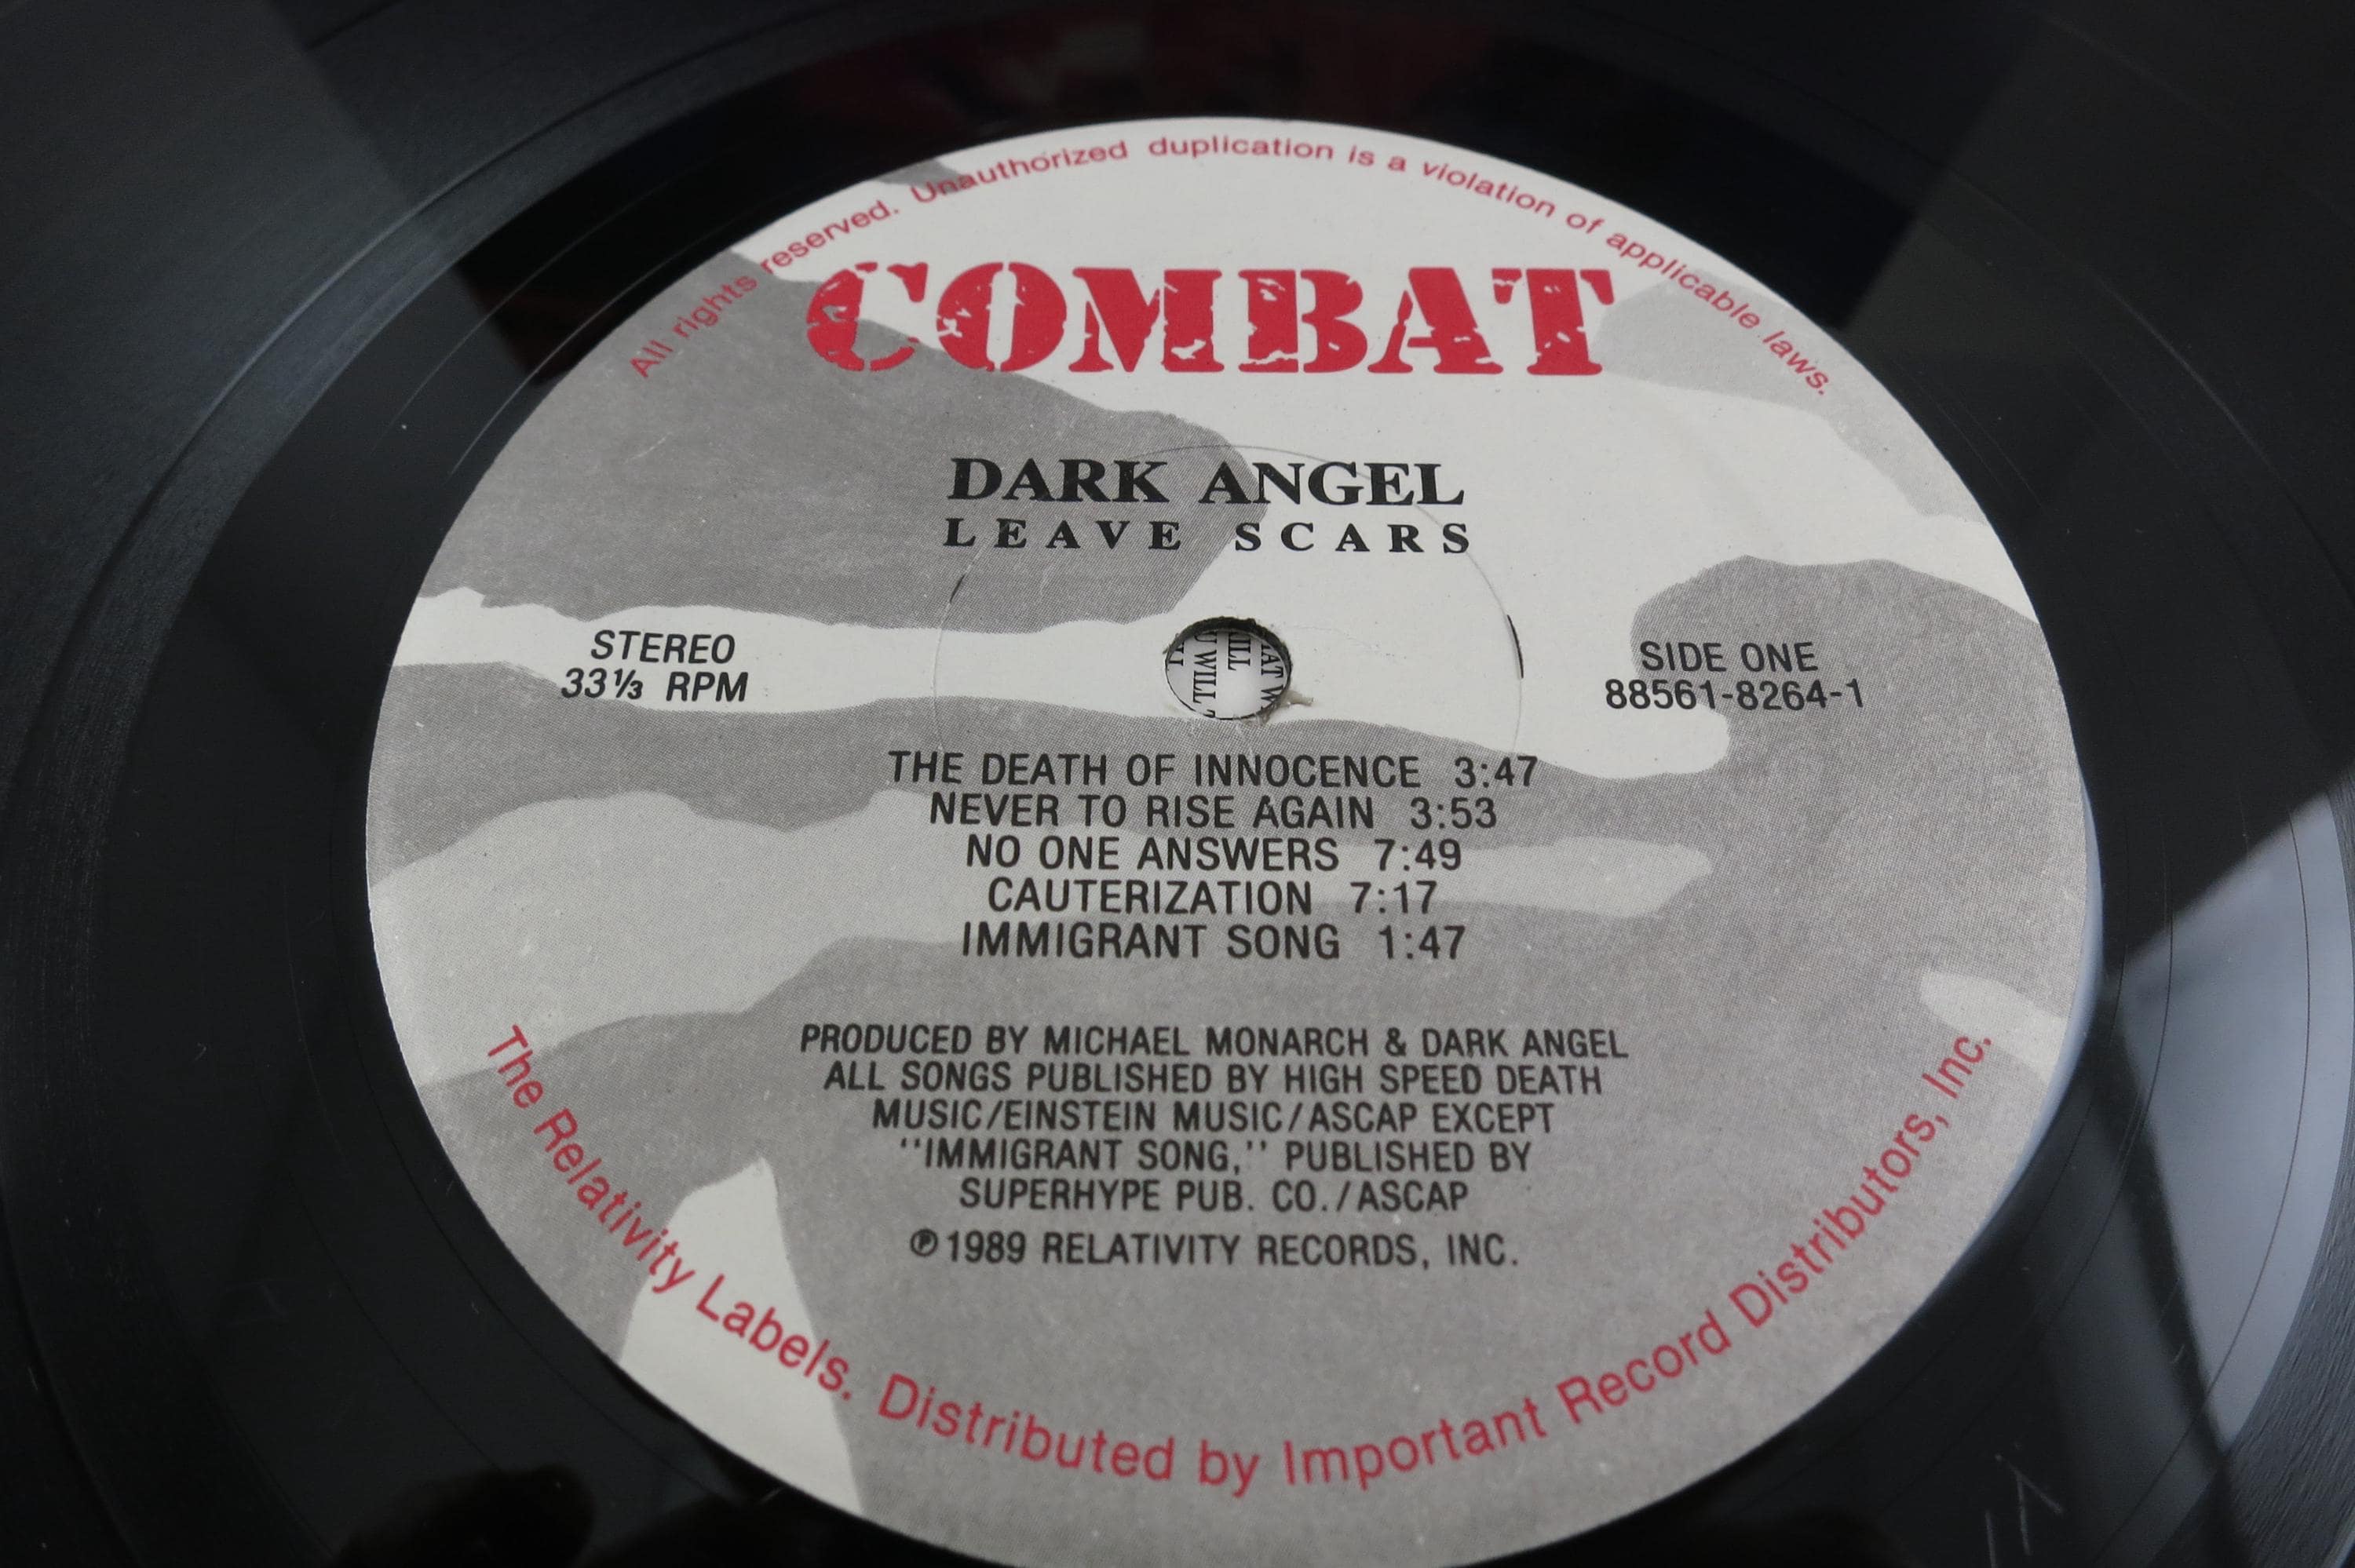 All rights reserved. Unauthorized duplication is a violation of applicable laws.
COMBAT
DARK ANGEL
LEAVE SCARS
STEREO
33⅓ RPM
SIDE ONE
88561-8264-1
THE DEATH OF INNOCENCE 3:47
NEVER TO RISE AGAIN 3:53
NO ONE ANSWERS 7:49
CAUTERIZATION 7:17
IMMIGRANT SONG 1:47
PRODUCED BY MICHAEL MONARCH & DARK ANGEL
ALL SONGS PUBLISHED BY HIGH SPEED DEATH
MUSIC/EINSTEIN MUSIC/ASCAP EXCEPT
"IMMIGRANT SONG," PUBLISHED BY
SUPERHYPE PUB. CO./ASCAP
℗1989 RELATIVITY RECORDS, INC.
The Relativity Labels. Distributed by Important Record Distributors, Inc.